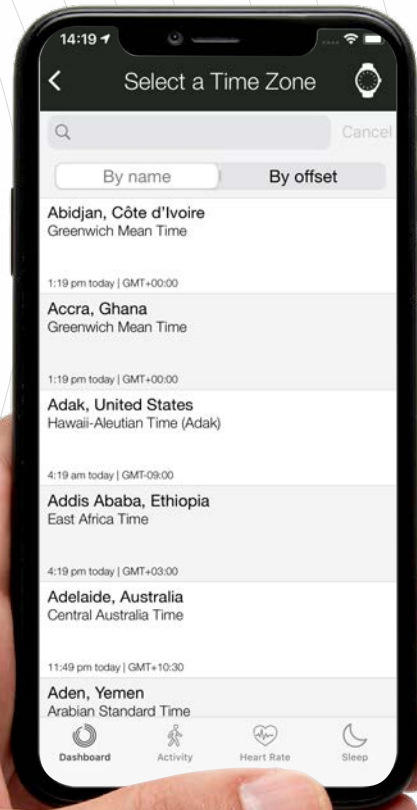 14:19
Select a Time Zone
Cancel
By name
By offset
Abidjan, Côte d'Ivoire
Greenwich Mean Time
1:19 pm today | GMT+00:00
Accra, Ghana
Greenwich Mean Time
1:19 pm today | GMT+00:00
Adak, United States
Hawaii-Aleutian Time (Adak)
4:19 am today | GMT-09:00
Addis Ababa, Ethiopia
East Africa Time
4:19 pm today | GMT+03:00
Adelaide, Australia
Central Australia Time
11:49 pm today | GMT+10:30
Aden, Yemen
Arabian Standard Time
Dashboard
Activity
Heart Rate
Sleep